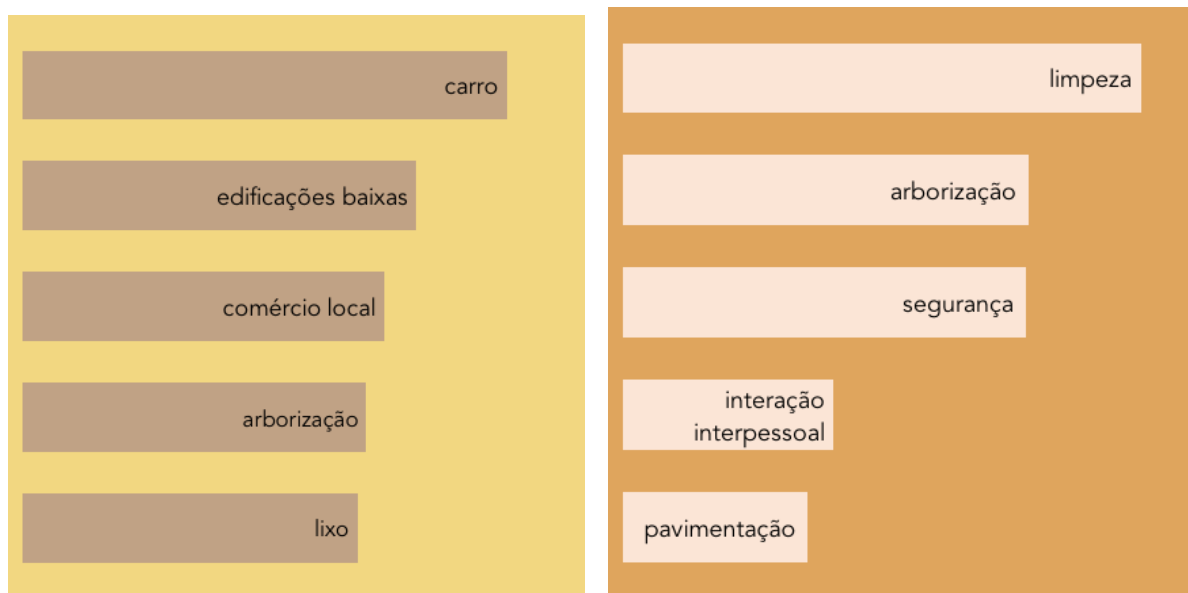 carro
edificações baixas
comércio local
arborização
lixo
limpeza
arborização
segurança
interação
interpessoal
pavimentação